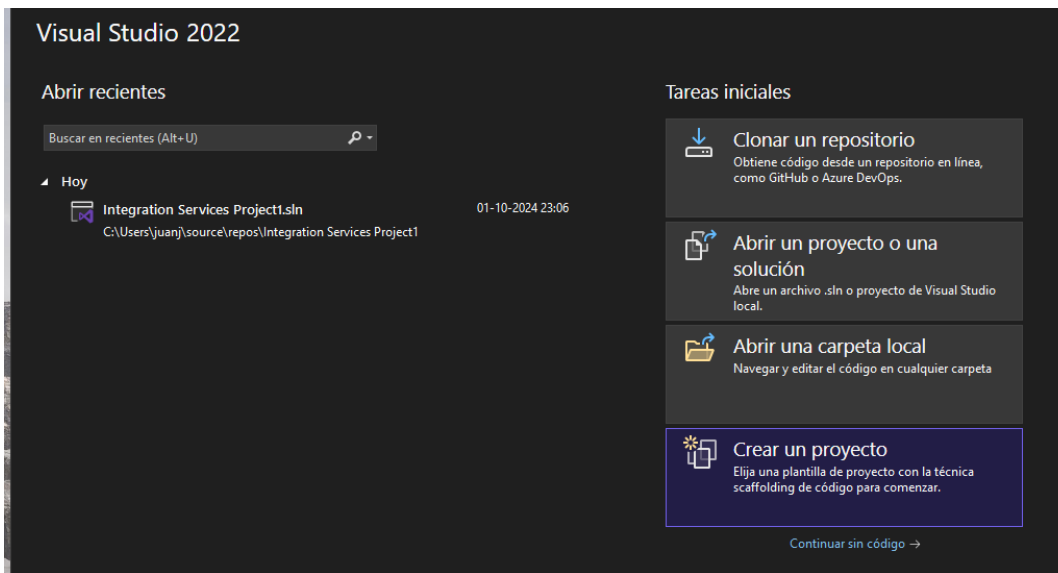 Visual Studio 2022
Abrir recientes
Buscar en recientes (Alt+U)
Hoy
Integration Services Project1.sln
01-10-2024 23:06
C:\Users\juanj\source\repos\Integration Services Project1
Tareas iniciales
Clonar un repositorio
Obtiene código desde un repositorio en línea,
como GitHub o Azure DevOps.
Abrir un proyecto o una
solución
Abre un archivo .sln o proyecto de Visual Studio
local.
Abrir una carpeta local
Navegar y editar el código en cualquier carpeta
Crear un proyecto
Elija una plantilla de proyecto con la técnica
scaffolding de código para comenzar.
Continuar sin código →